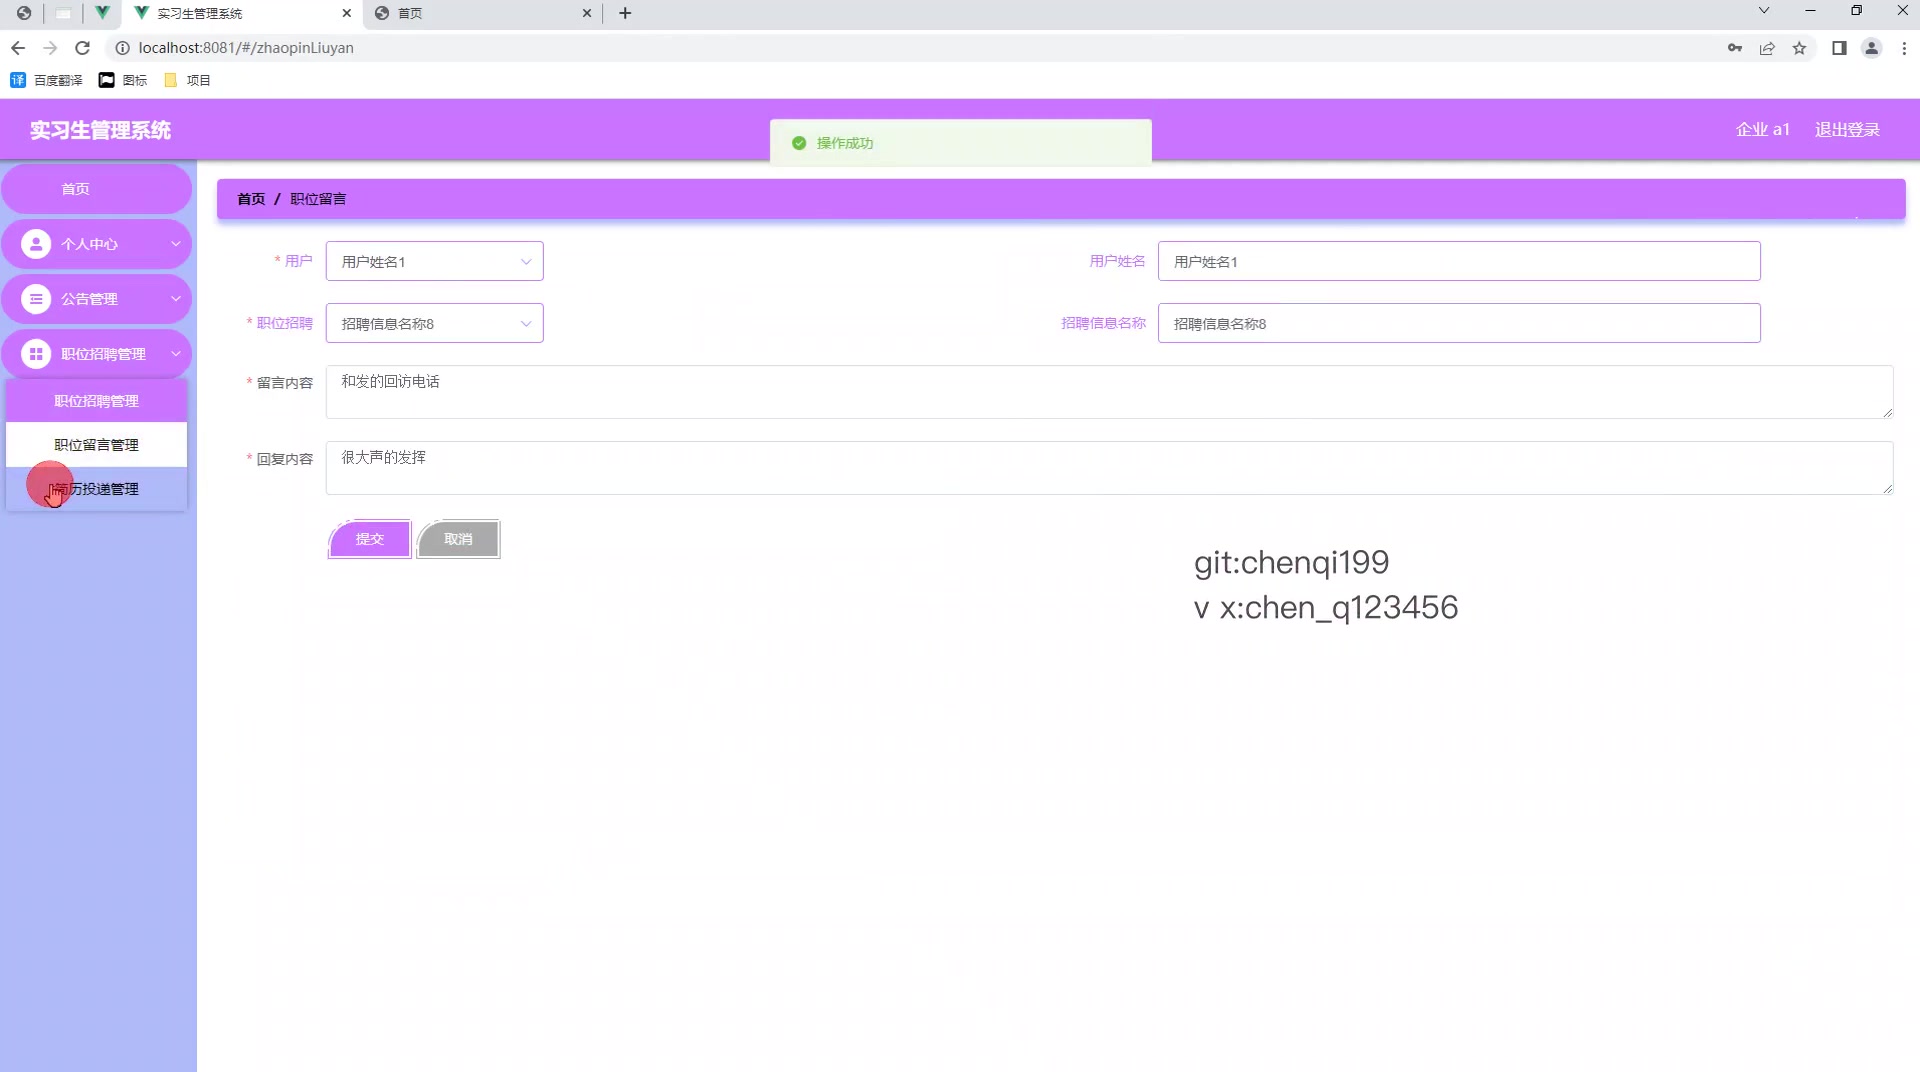 实习生管理系统
首页
localhost:8081/#/zhaopinLiuyan
译 百度翻译
图标
项目
实习生管理系统
操作成功
企业 a1
退出登录
首页
个人中心
公告管理
职位招聘管理
职位招聘管理
职位留言管理
简历投递管理
首页 / 职位留言
* 用户
用户姓名1
用户姓名
用户姓名1
* 职位招聘
招聘信息名称8
招聘信息名称
招聘信息名称8
* 留言内容
和发的回访电话
* 回复内容
很大声的发挥
提交
取消
git:chenqi199
v x:chen_q123456